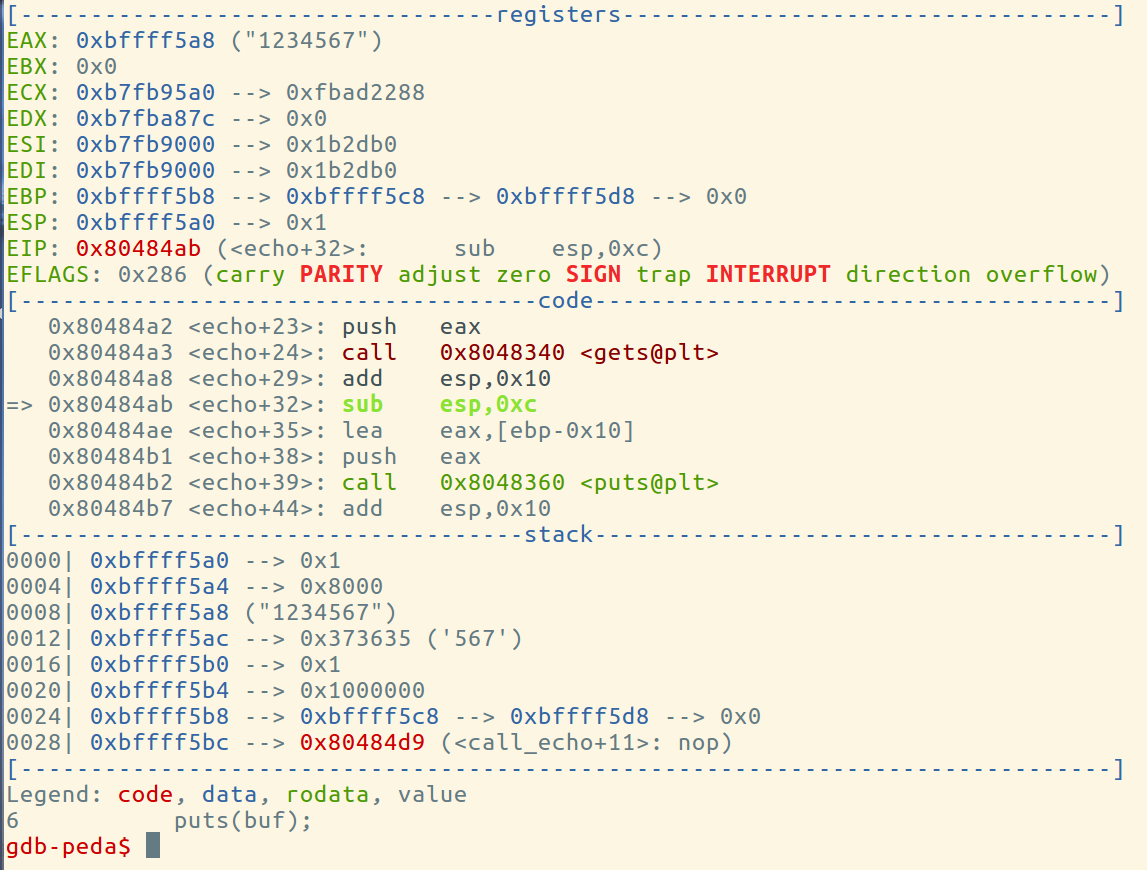 [----------------------------------registers-----------------------------------]
EAX: 0xbffff5a8 ("1234567")
EBX: 0x0
ECX: 0xb7fb95a0 --> 0xfbad2288
EDX: 0xb7fba87c --> 0x0
ESI: 0xb7fb9000 --> 0x1b2db0
EDI: 0xb7fb9000 --> 0x1b2db0
EBP: 0xbffff5b8 --> 0xbffff5c8 --> 0xbffff5d8 --> 0x0
ESP: 0xbffff5a0 --> 0x1
EIP: 0x80484ab (<echo+32>:      sub    esp,0xc)
EFLAGS: 0x286 (carry PARITY adjust zero SIGN trap INTERRUPT direction overflow)
[-------------------------------------code-------------------------------------]
   0x80484a2 <echo+23>: push   eax
   0x80484a3 <echo+24>: call   0x8048340 <gets@plt>
   0x80484a8 <echo+29>: add    esp,0x10
=> 0x80484ab <echo+32>: sub    esp,0xc
   0x80484ae <echo+35>: lea    eax,[ebp-0x10]
   0x80484b1 <echo+38>: push   eax
   0x80484b2 <echo+39>: call   0x8048360 <puts@plt>
   0x80484b7 <echo+44>: add    esp,0x10
[------------------------------------stack-------------------------------------]
0000| 0xbffff5a0 --> 0x1
0004| 0xbffff5a4 --> 0x8000
0008| 0xbffff5a8 ("1234567")
0012| 0xbffff5ac --> 0x373635 ('567')
0016| 0xbffff5b0 --> 0x1
0020| 0xbffff5b4 --> 0x1000000
0024| 0xbffff5b8 --> 0xbffff5c8 --> 0xbffff5d8 --> 0x0
0028| 0xbffff5bc --> 0x80484d9 (<call_echo+11>: nop)
[------------------------------------------------------------------------------]
Legend: code, data, rodata, value
6           puts(buf);
gdb-peda$